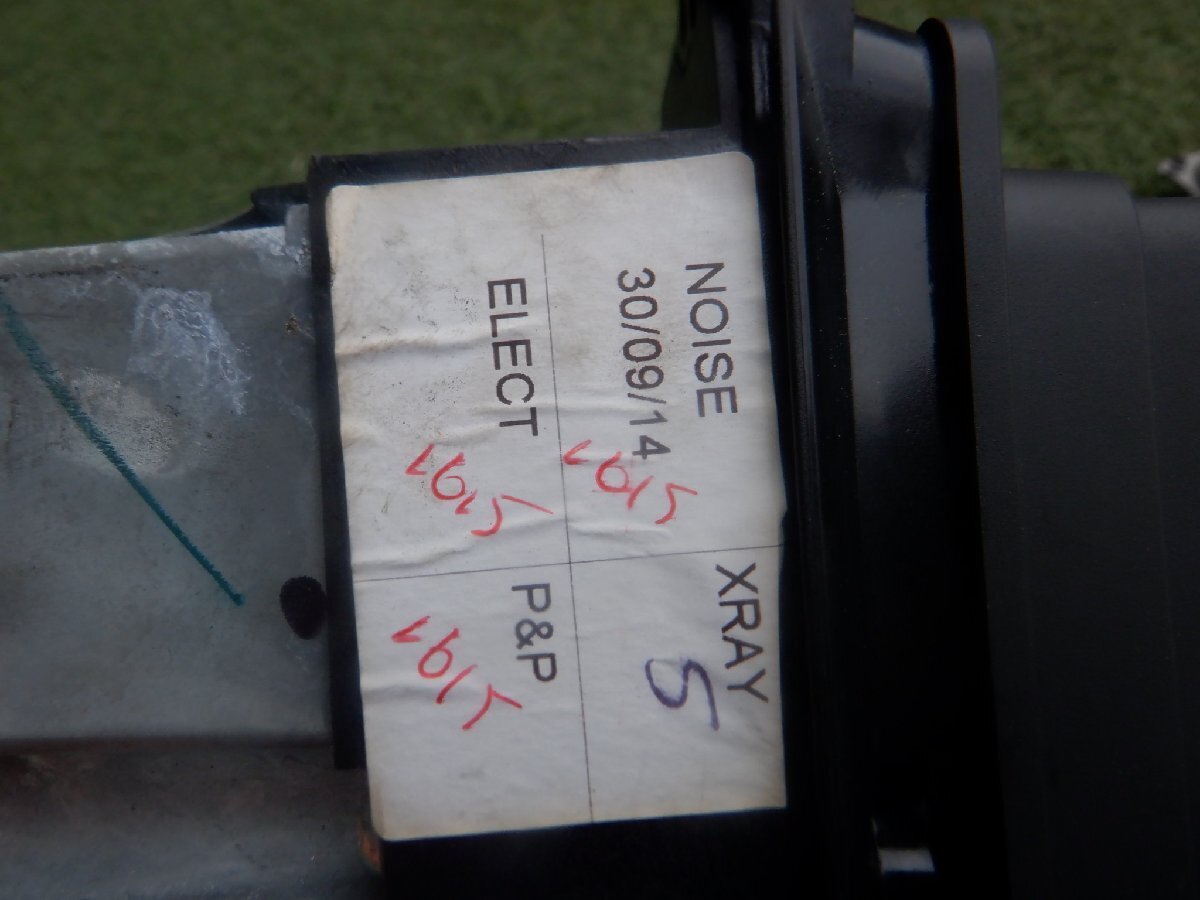 NOISE
30/09/14
XRAY
5
ELECT
P&P